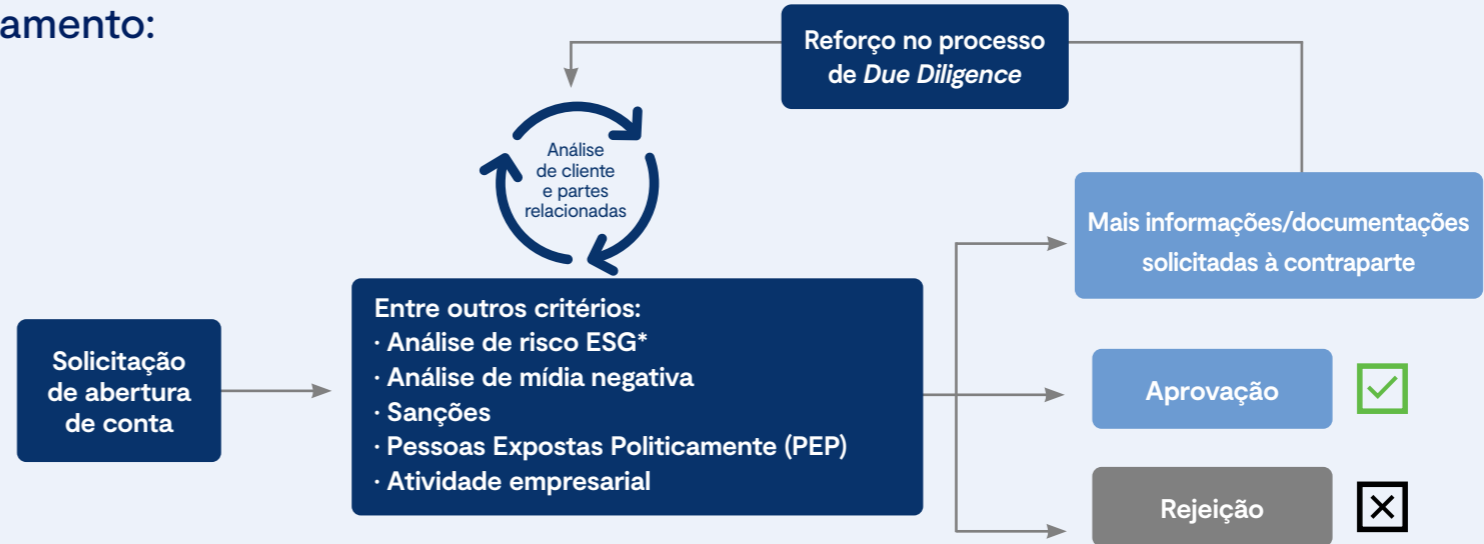 amento:
Reforço no processo
de Due Diligence
Análise
de cliente
e partes
relacionadas
Mais informações/documentações
solicitadas à contraparte
Solicitação
de abertura
de conta
Entre outros critérios:
· Análise de risco ESG*
· Análise de mídia negativa
· Sanções
· Pessoas Expostas Politicamente (PEP)
· Atividade empresarial
Aprovação
Rejeição